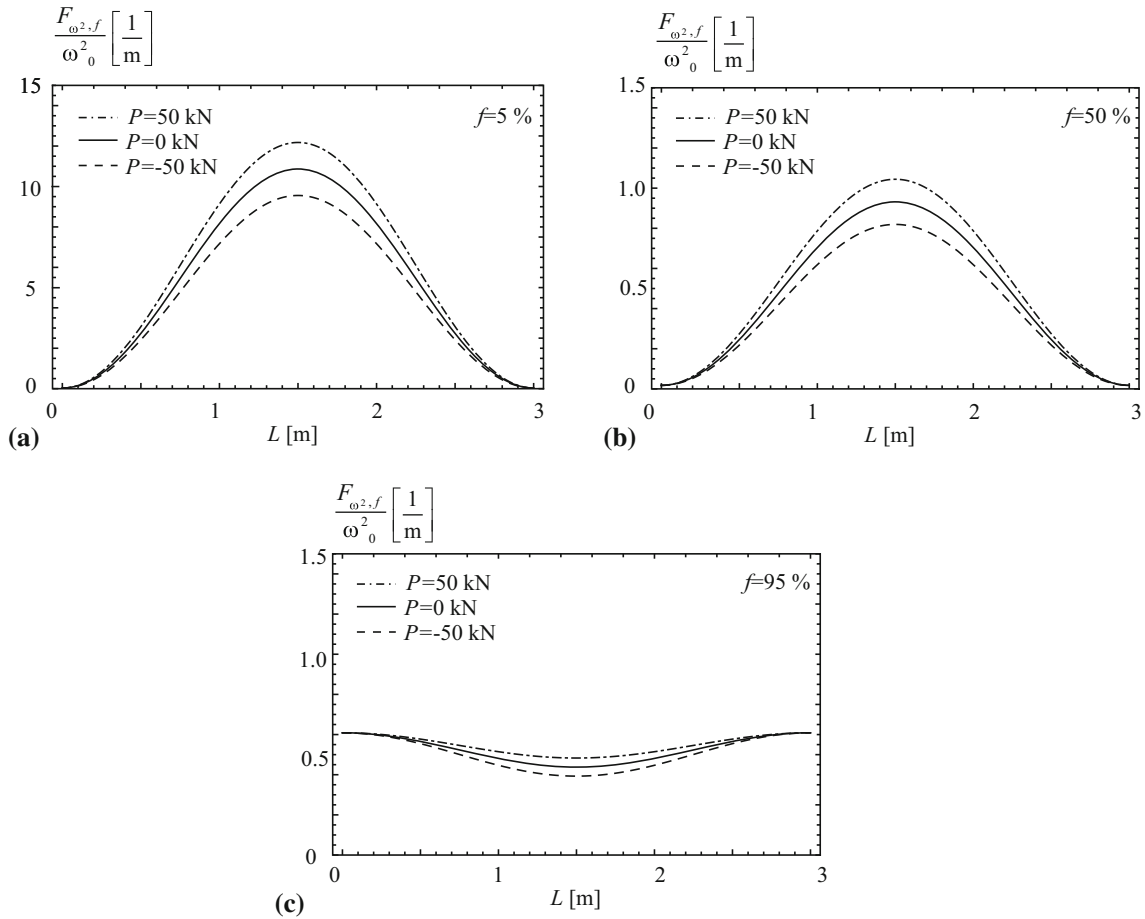 F_{ω²,f} / ω²_0 [1/m]
15
10
5
0
0 1 2 3
P=50 kN
P=0 kN
P=-50 kN
f=5 %
L [m]
(a)
F_{ω²,f} / ω²_0 [1/m]
1.5
1.0
0.5
0
0 1 2 3
P=50 kN
P=0 kN
P=-50 kN
f=50 %
L [m]
(b)
F_{ω²,f} / ω²_0 [1/m]
1.5
1.0
0.5
0
0 1 2 3
P=50 kN
P=0 kN
P=-50 kN
f=95 %
L [m]
(c)